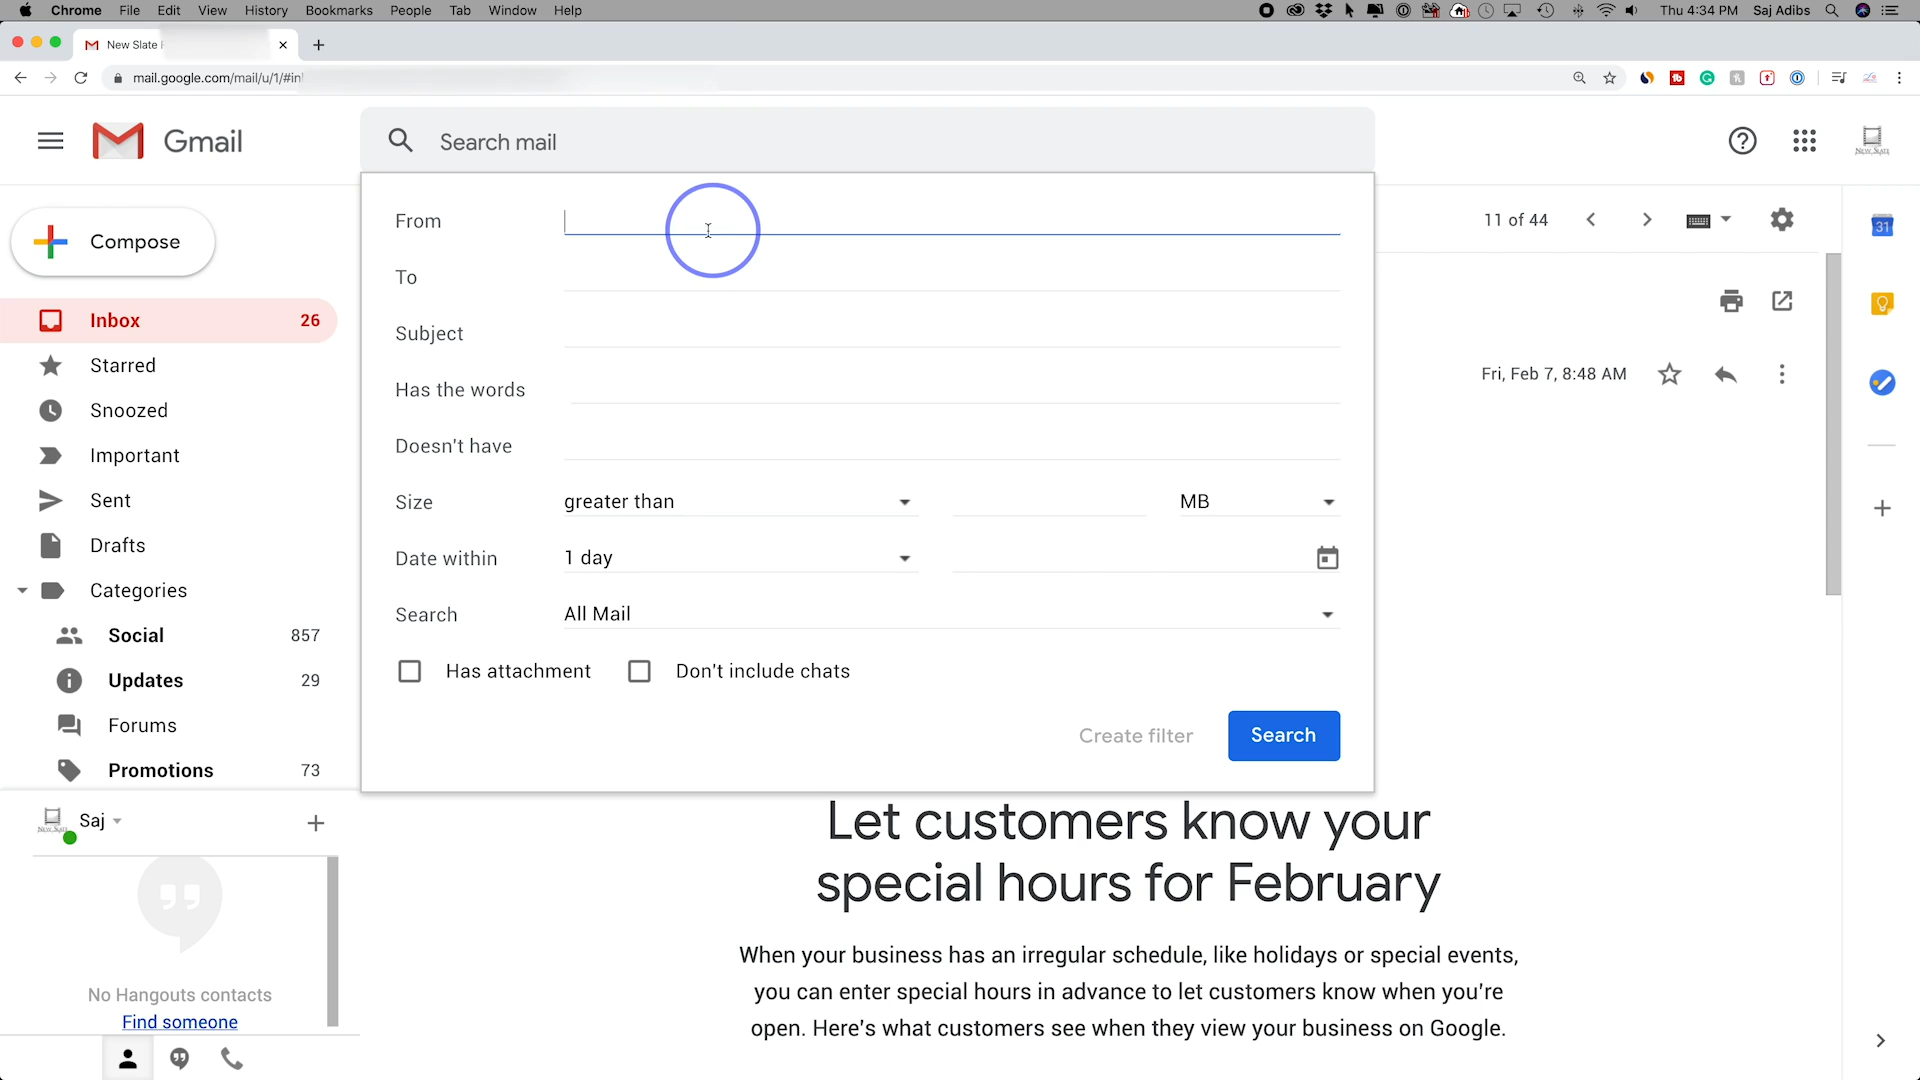 Chrome File Edit View History Bookmarks People Tab Window Help Thu 4:34 PM Saj Adibs
New Slate
mail.google.com/mail/u/1/#in
Gmail
Search mail
Compose
Inbox 26
Starred
Snoozed
Important
Sent
Drafts
Categories
Social 857
Updates 29
Forums
Promotions 73
Saj
No Hangouts contacts
Find someone
From
To
Subject
Has the words
Doesn't have
Size greater than MB
Date within 1 day
Search All Mail
Has attachment Don't include chats
Create filter Search
11 of 44
31
Fri, Feb 7, 8:48 AM
Let customers know your
special hours for February
When your business has an irregular schedule, like holidays or special events,
you can enter special hours in advance to let customers know when you're
open. Here's what customers see when they view your business on Google.